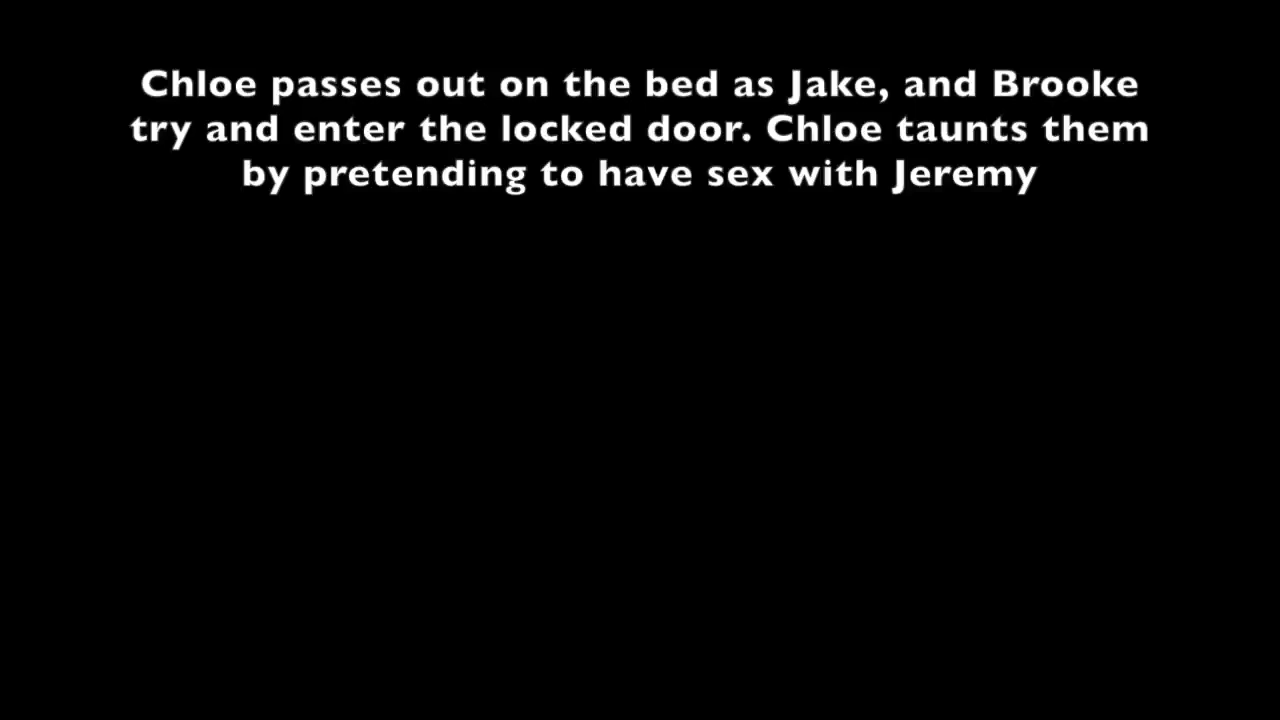 Chloe passes out on the bed as Jake, and Brooke
try and enter the locked door. Chloe taunts them
by pretending to have sex with Jeremy